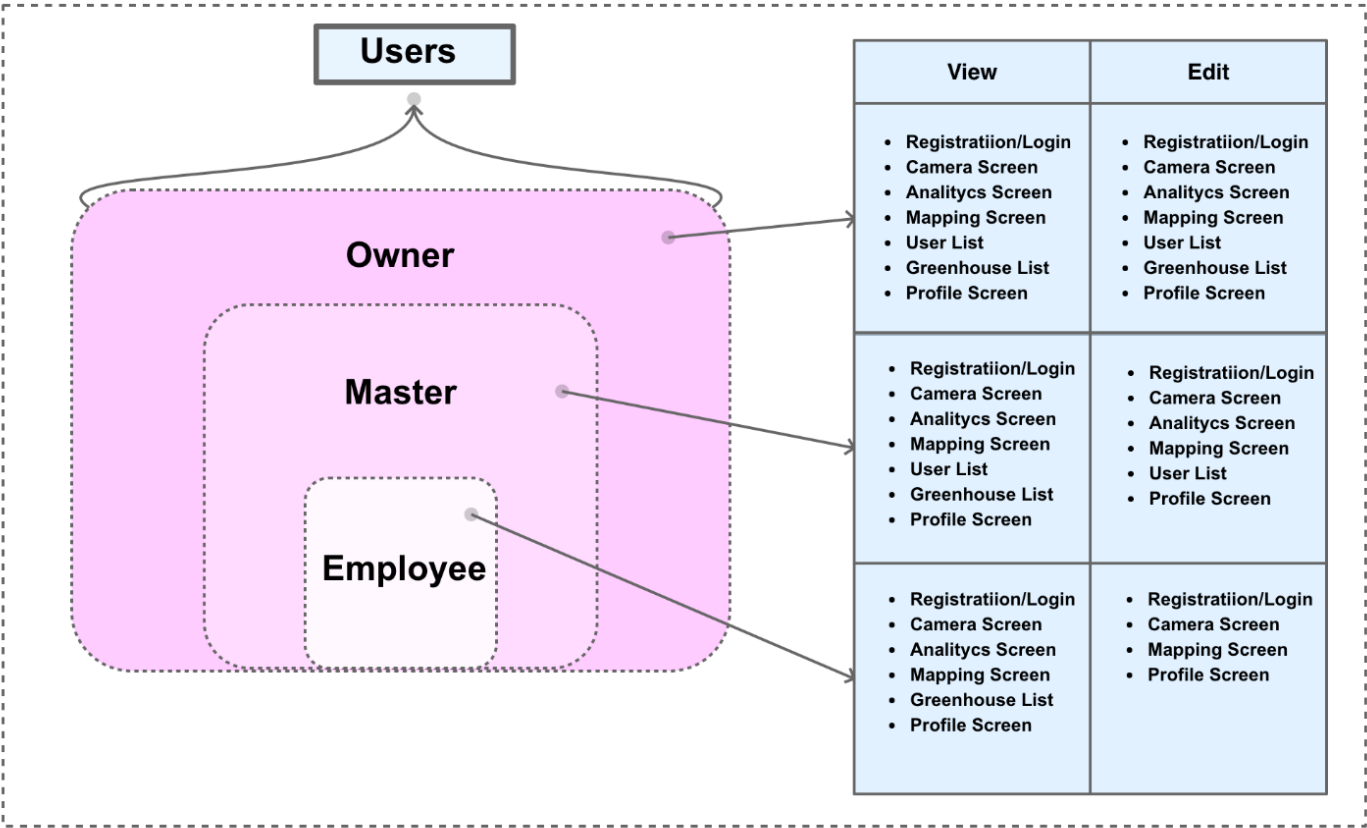 Users
Owner
Master
Employee
View
Edit
Registratiion/Login
Camera Screen
Analitycs Screen
Mapping Screen
User List
Greenhouse List
Profile Screen
Registratiion/Login
Camera Screen
Analitycs Screen
Mapping Screen
User List
Greenhouse List
Profile Screen
Registratiion/Login
Camera Screen
Analitycs Screen
Mapping Screen
User List
Greenhouse List
Profile Screen
Registratiion/Login
Camera Screen
Analitycs Screen
Mapping Screen
User List
Profile Screen
Registratiion/Login
Camera Screen
Analitycs Screen
Mapping Screen
Greenhouse List
Profile Screen
Registratiion/Login
Camera Screen
Mapping Screen
Profile Screen